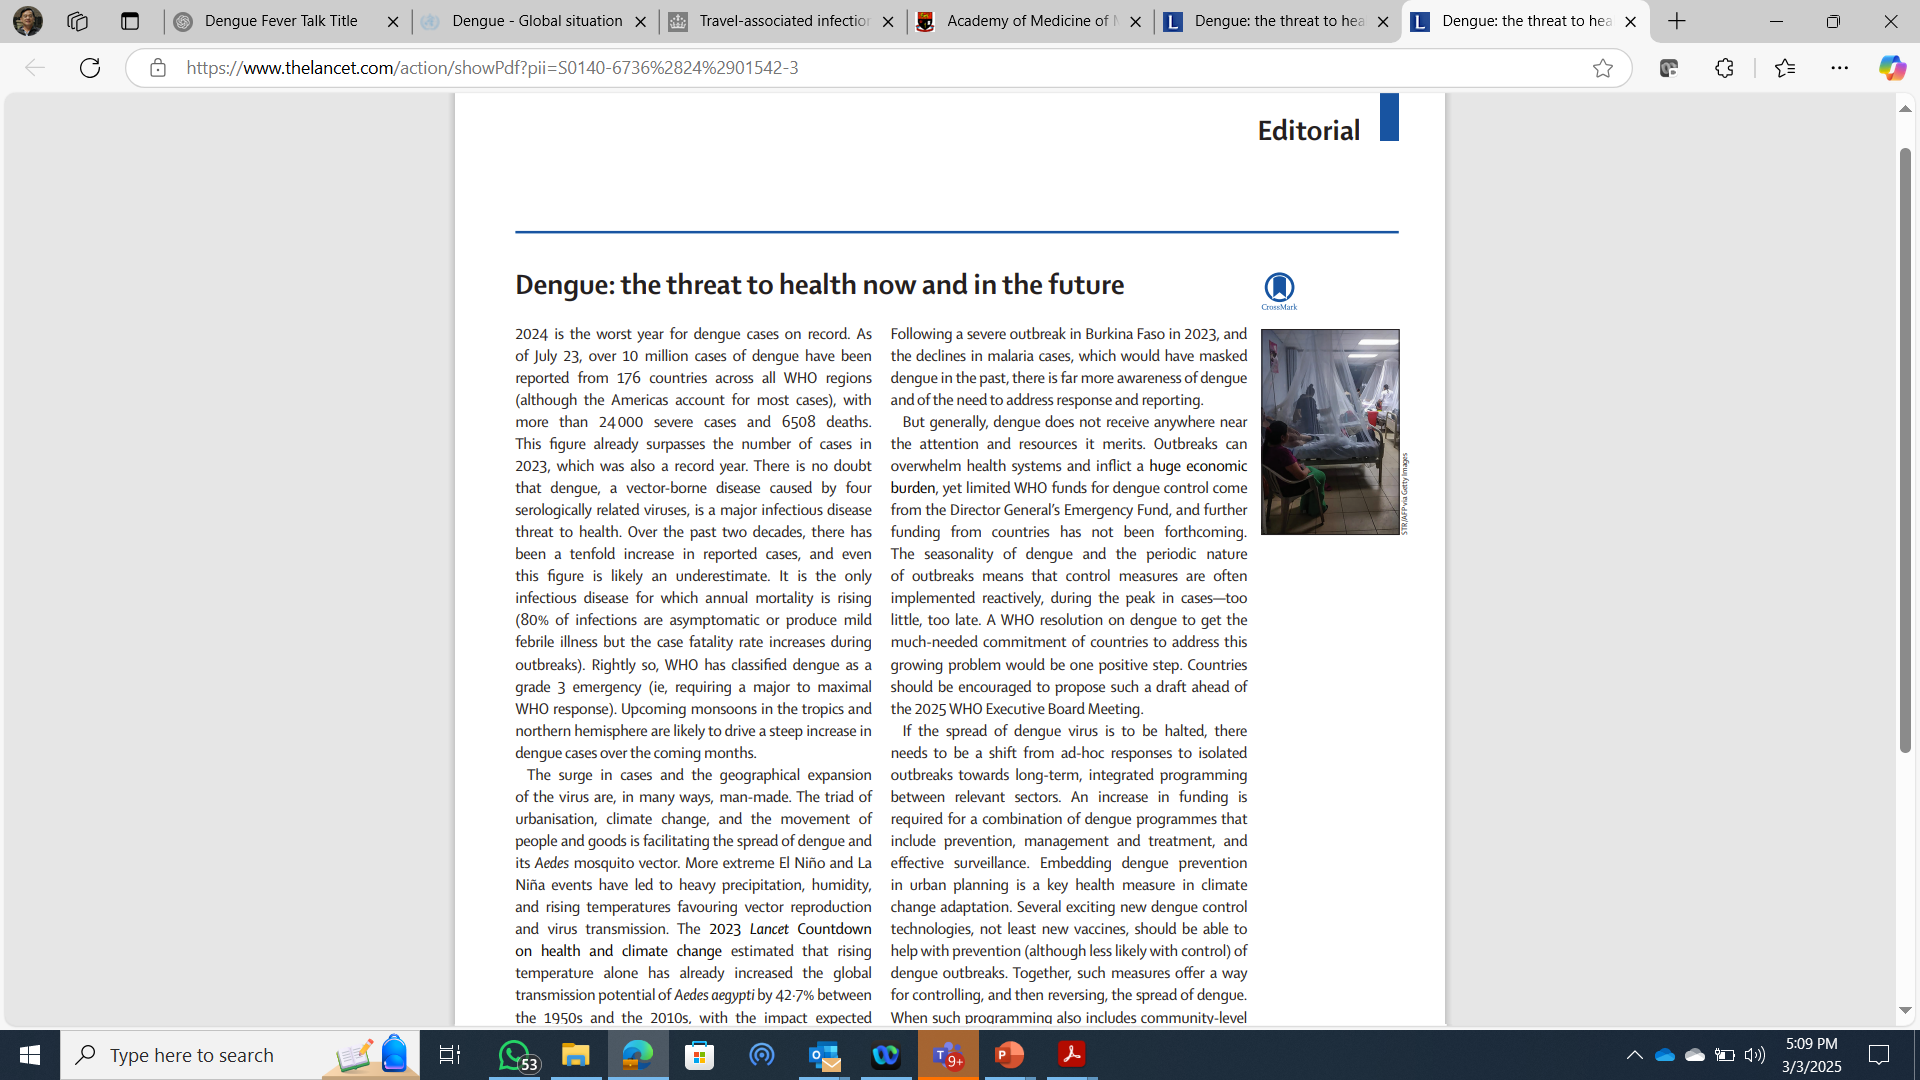 Dengue Fever Talk Title
Dengue - Global situation
Travel-associated infection
Academy of Medicine of
Dengue: the threat to hea
Dengue: the threat to hea
https://www.thelancet.com/action/showPdf?pii=S0140-6736%2824%2901542-3
Editorial
Dengue: the threat to health now and in the future
CrossMark
2024 is the worst year for dengue cases on record. As
of July 23, over 10 million cases of dengue have been
reported from 176 countries across all WHO regions
(although the Americas account for most cases), with
more than 24 000 severe cases and 6508 deaths.
This figure already surpasses the number of cases in
2023, which was also a record year. There is no doubt
that dengue, a vector-borne disease caused by four
serologically related viruses, is a major infectious disease
threat to health. Over the past two decades, there has
been a tenfold increase in reported cases, and even
this figure is likely an underestimate. It is the only
infectious disease for which annual mortality is rising
(80% of infections are asymptomatic or produce mild
febrile illness but the case fatality rate increases during
outbreaks). Rightly so, WHO has classified dengue as a
grade 3 emergency (ie, requiring a major to maximal
WHO response). Upcoming monsoons in the tropics and
northern hemisphere are likely to drive a steep increase in
dengue cases over the coming months.
The surge in cases and the geographical expansion
of the virus are, in many ways, man-made. The triad of
urbanisation, climate change, and the movement of
people and goods is facilitating the spread of dengue and
its Aedes mosquito vector. More extreme El Niño and La
Niña events have led to heavy precipitation, humidity,
and rising temperatures favouring vector reproduction
and virus transmission. The 2023 Lancet Countdown
on health and climate change estimated that rising
temperature alone has already increased the global
transmission potential of Aedes aegypti by 42·7% between
the 1950s and the 2010s, with the impact expected
Following a severe outbreak in Burkina Faso in 2023, and
the declines in malaria cases, which would have masked
dengue in the past, there is far more awareness of dengue
and of the need to address response and reporting.
But generally, dengue does not receive anywhere near
the attention and resources it merits. Outbreaks can
overwhelm health systems and inflict a huge economic
burden, yet limited WHO funds for dengue control come
from the Director General's Emergency Fund, and further
funding from countries has not been forthcoming.
The seasonality of dengue and the periodic nature
of outbreaks means that control measures are often
implemented reactively, during the peak in cases—too
little, too late. A WHO resolution on dengue to get the
much-needed commitment of countries to address this
growing problem would be one positive step. Countries
should be encouraged to propose such a draft ahead of
the 2025 WHO Executive Board Meeting.
If the spread of dengue virus is to be halted, there
needs to be a shift from ad-hoc responses to isolated
outbreaks towards long-term, integrated programming
between relevant sectors. An increase in funding is
required for a combination of dengue programmes that
include prevention, management and treatment, and
effective surveillance. Embedding dengue prevention
in urban planning is a key health measure in climate
change adaptation. Several exciting new dengue control
technologies, not least new vaccines, should be able to
help with prevention (although less likely with control) of
dengue outbreaks. Together, such measures offer a way
for controlling, and then reversing, the spread of dengue.
When such programming also includes community-level
STR/AFP via Getty Images
Type here to search
53
9+
5:09 PM
3/3/2025